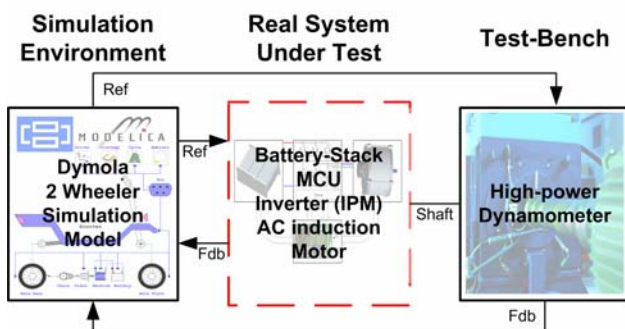 Simulation
Environment
Real System
Under Test
Test-Bench
Ref
MODELICA
Ref
Dymola
2 Wheeler
Simulation
Model
Battery-Stack
MCU
Inverter (IPM)
AC induction
Motor
Shaft
High-power
Dynamometer
Fdb
Fdb